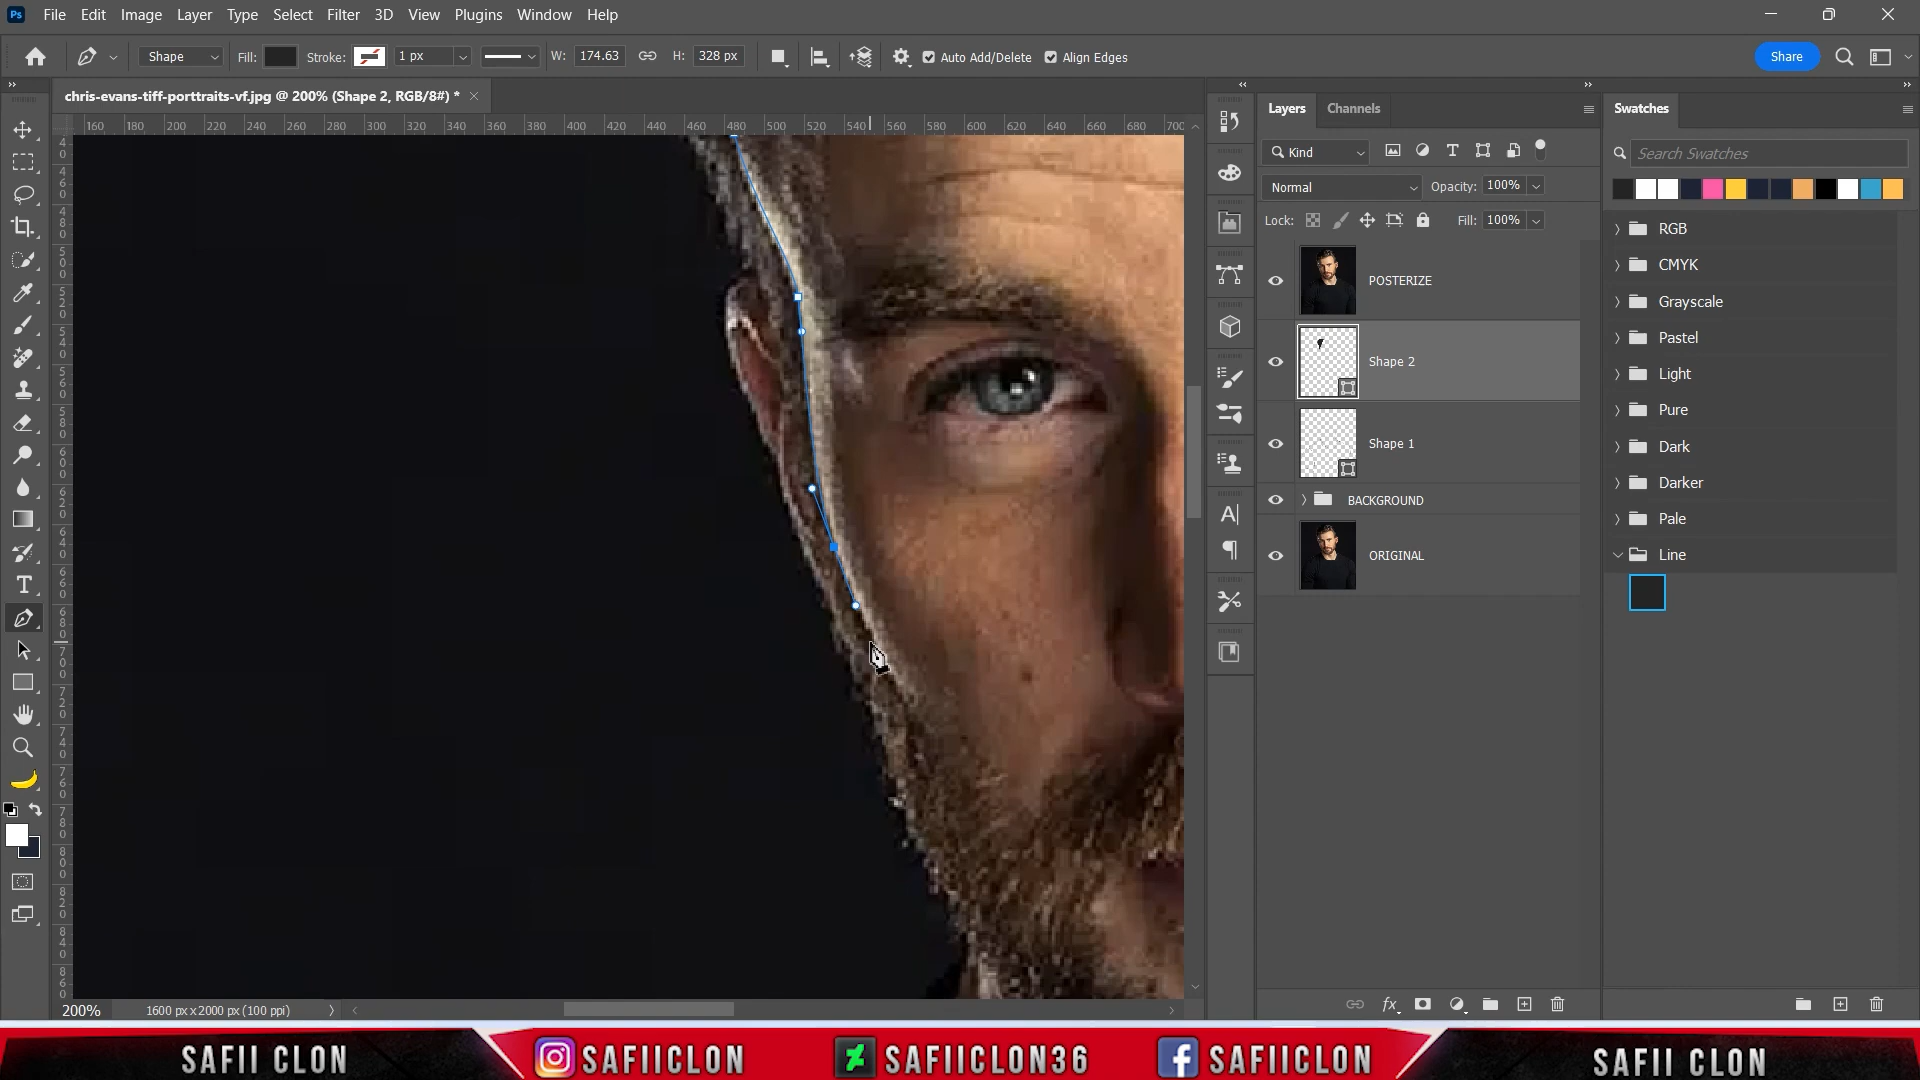 Ps File Edit Image Layer Type Select Filter 3D View Plugins Window Help
Shape Fill: Stroke: 1 px W: 174.63 H: 328 px Auto Add/Delete Align Edges Share
chris-evans-tiff-porttraits-vf.jpg @ 200% (Shape 2, RGB/8#) *
160 180 200 220 240 260 280 300 320 340 360 380 400 420 440 460 480 500 520 540 560 580 600 620 640 660 680 700
Layers Channels
Kind
Normal Opacity: 100%
Lock: Fill: 100%
POSTERIZE
Shape 2
Shape 1
BACKGROUND
ORIGINAL
Swatches
Search Swatches
RGB
CMYK
Grayscale
Pastel
Light
Pure
Dark
Darker
Pale
Line
200% 1600 px x 2000 px (100 ppi)
SAFII CLON SAFIICLON SAFIICLON36 SAFIICLON SAFII CLON